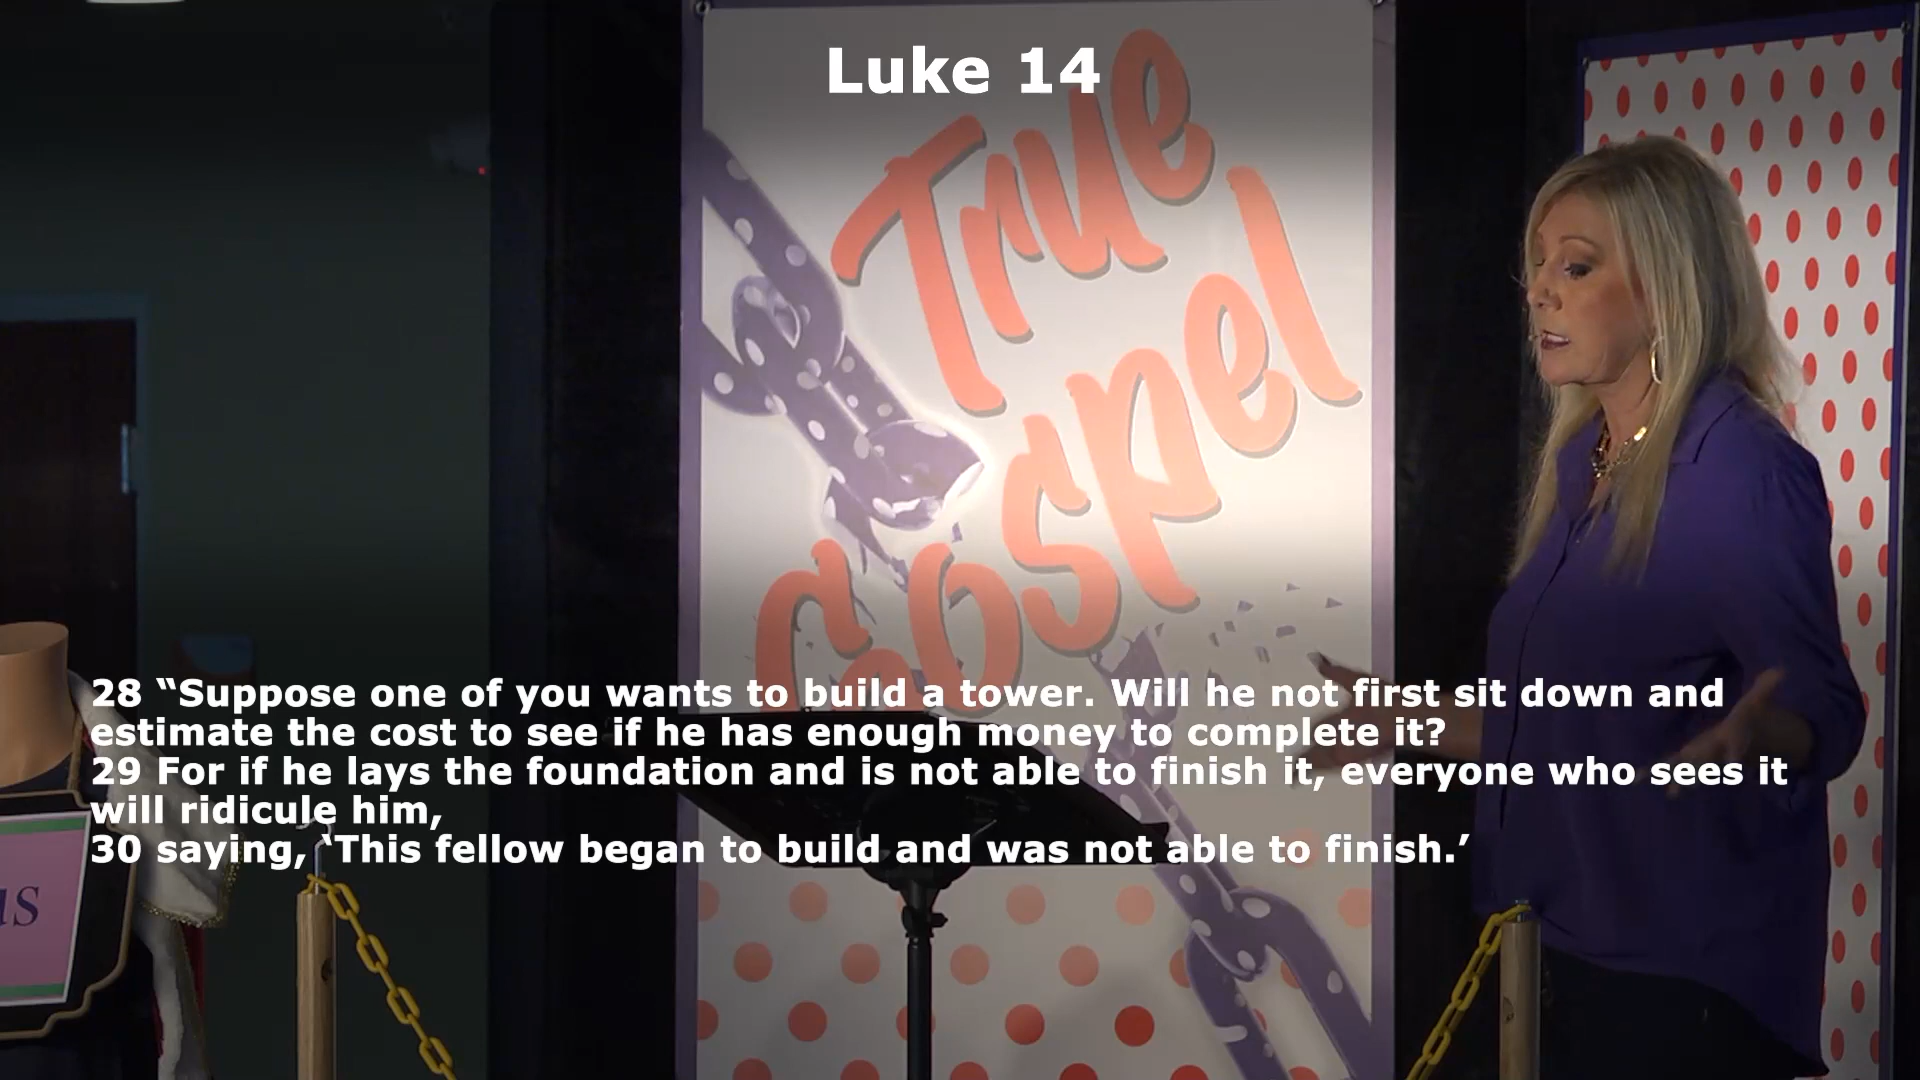 Luke 14
True
Gospel
28 “Suppose one of you wants to build a tower. Will he not first sit down and
estimate the cost to see if he has enough money to complete it?
29 For if he lays the foundation and is not able to finish it, everyone who sees it
will ridicule him,
30 saying, ‘This fellow began to build and was not able to finish.’
us